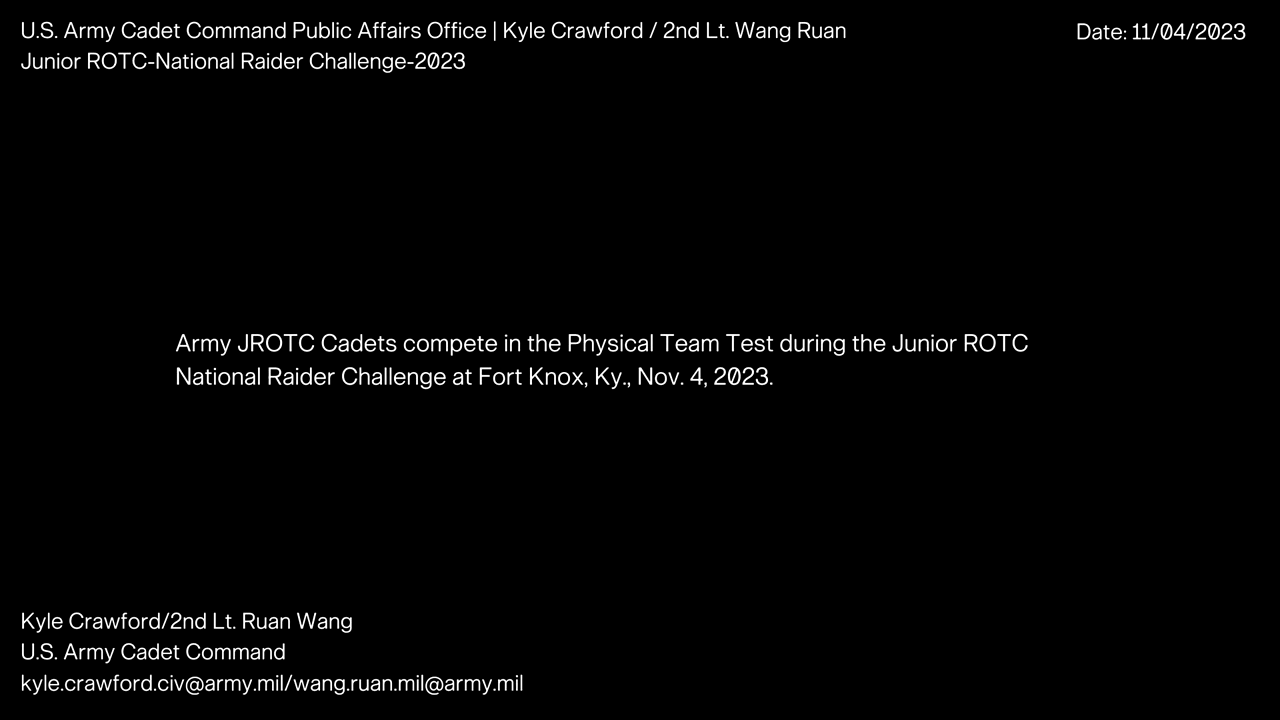 U.S. Army Cadet Command Public Affairs Office | Kyle Crawford / 2nd Lt. Wang Ruan
Date: 11/04/2023
Junior ROTC-National Raider Challenge-2023
Army JROTC Cadets compete in the Physical Team Test during the Junior ROTC
National Raider Challenge at Fort Knox, Ky., Nov. 4, 2023.
Kyle Crawford/2nd Lt. Ruan Wang
U.S. Army Cadet Command
kyle.crawford.civ@army.mil/wang.ruan.mil@army.mil